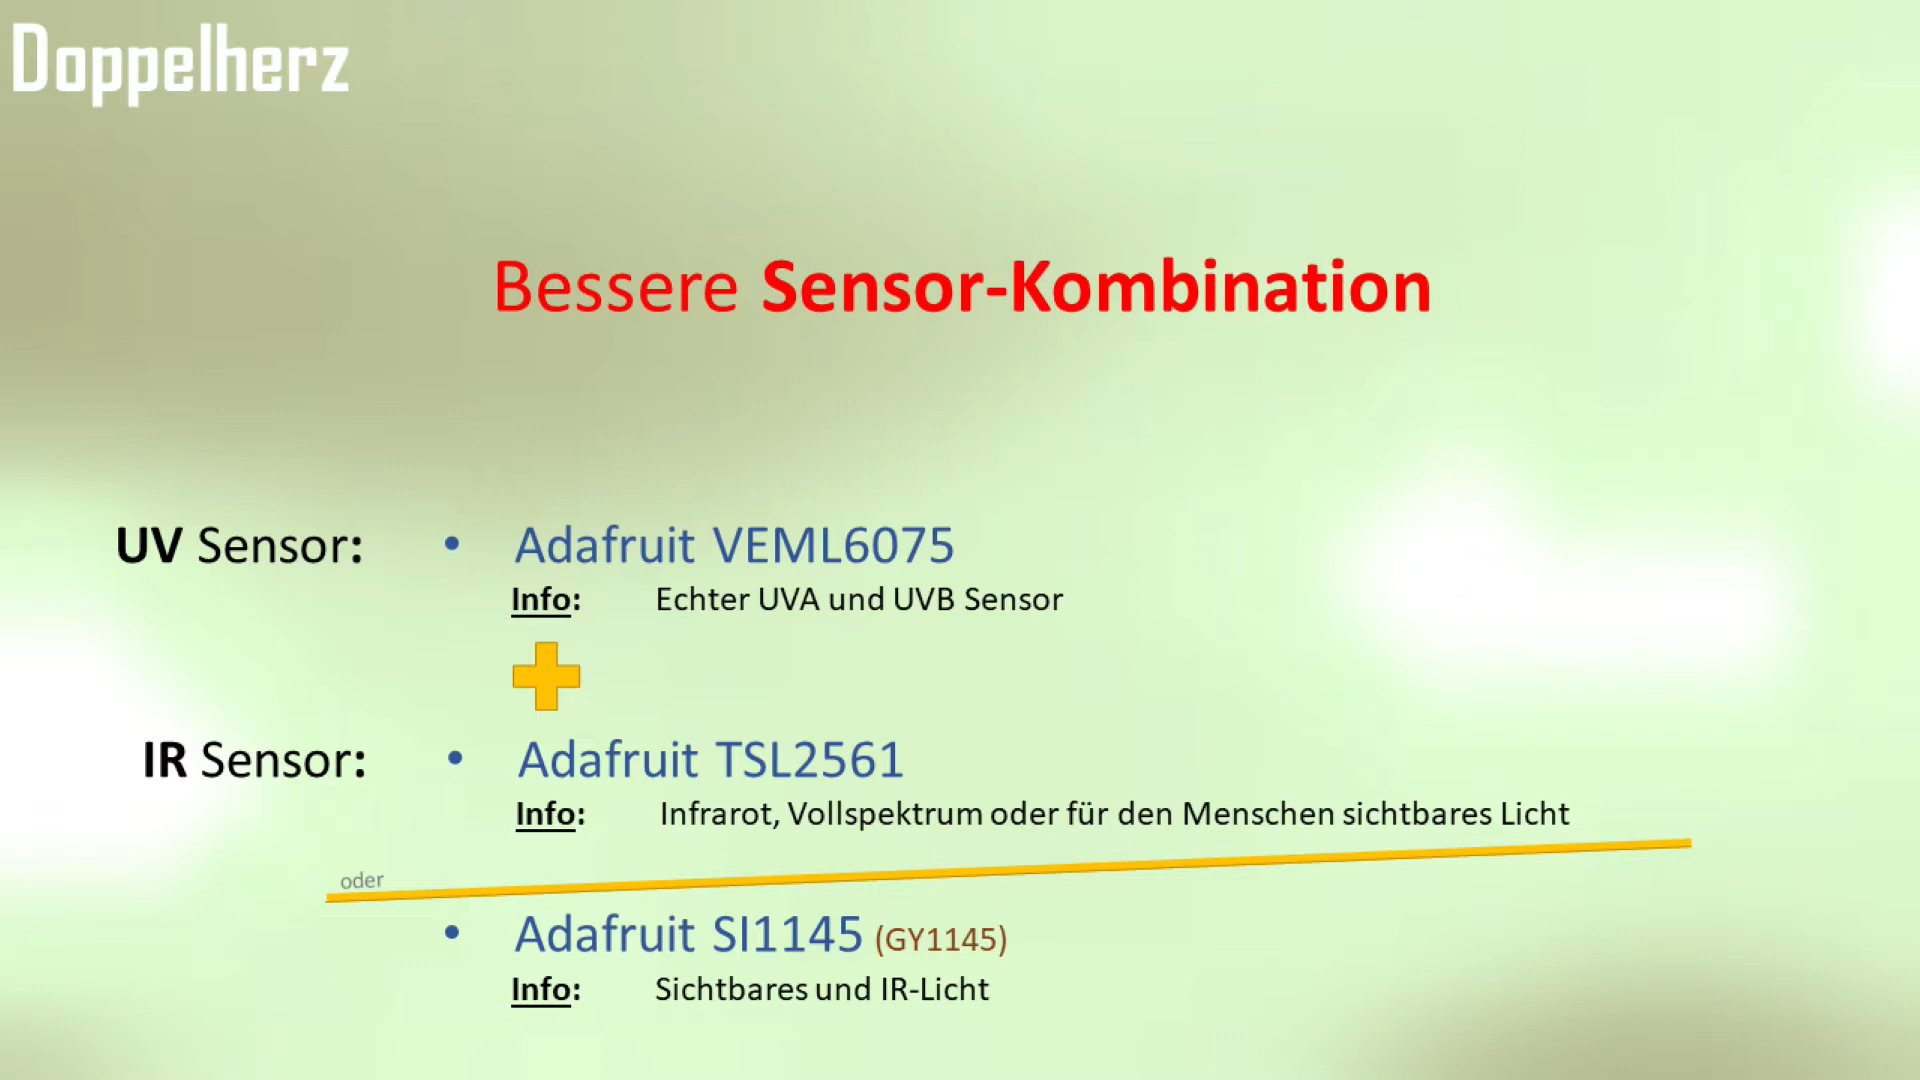 Doppelherz
Bessere Sensor-Kombination
UV Sensor: • Adafruit VEML6075
Info: Echter UVA und UVB Sensor
IR Sensor: • Adafruit TSL2561
Info: Infrarot, Vollspektrum oder für den Menschen sichtbares Licht
oder
• Adafruit SI1145 (GY1145)
Info: Sichtbares und IR-Licht